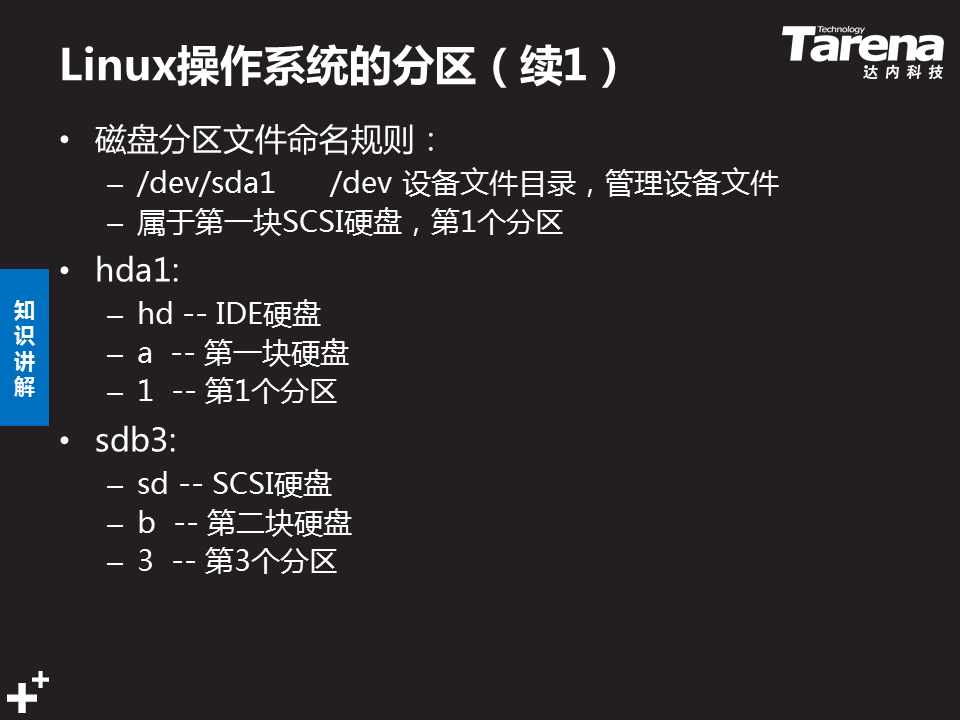 Linux操作系统的分区（续1）
Technology
Tarena
达内科技
• 磁盘分区文件命名规则：
– /dev/sda1 /dev 设备文件目录，管理设备文件
– 属于第一块SCSI硬盘，第1个分区
• hda1:
– hd -- IDE硬盘
– a -- 第一块硬盘
– 1 -- 第1个分区
• sdb3:
– sd -- SCSI硬盘
– b -- 第二块硬盘
– 3 -- 第3个分区
知
识
讲
解